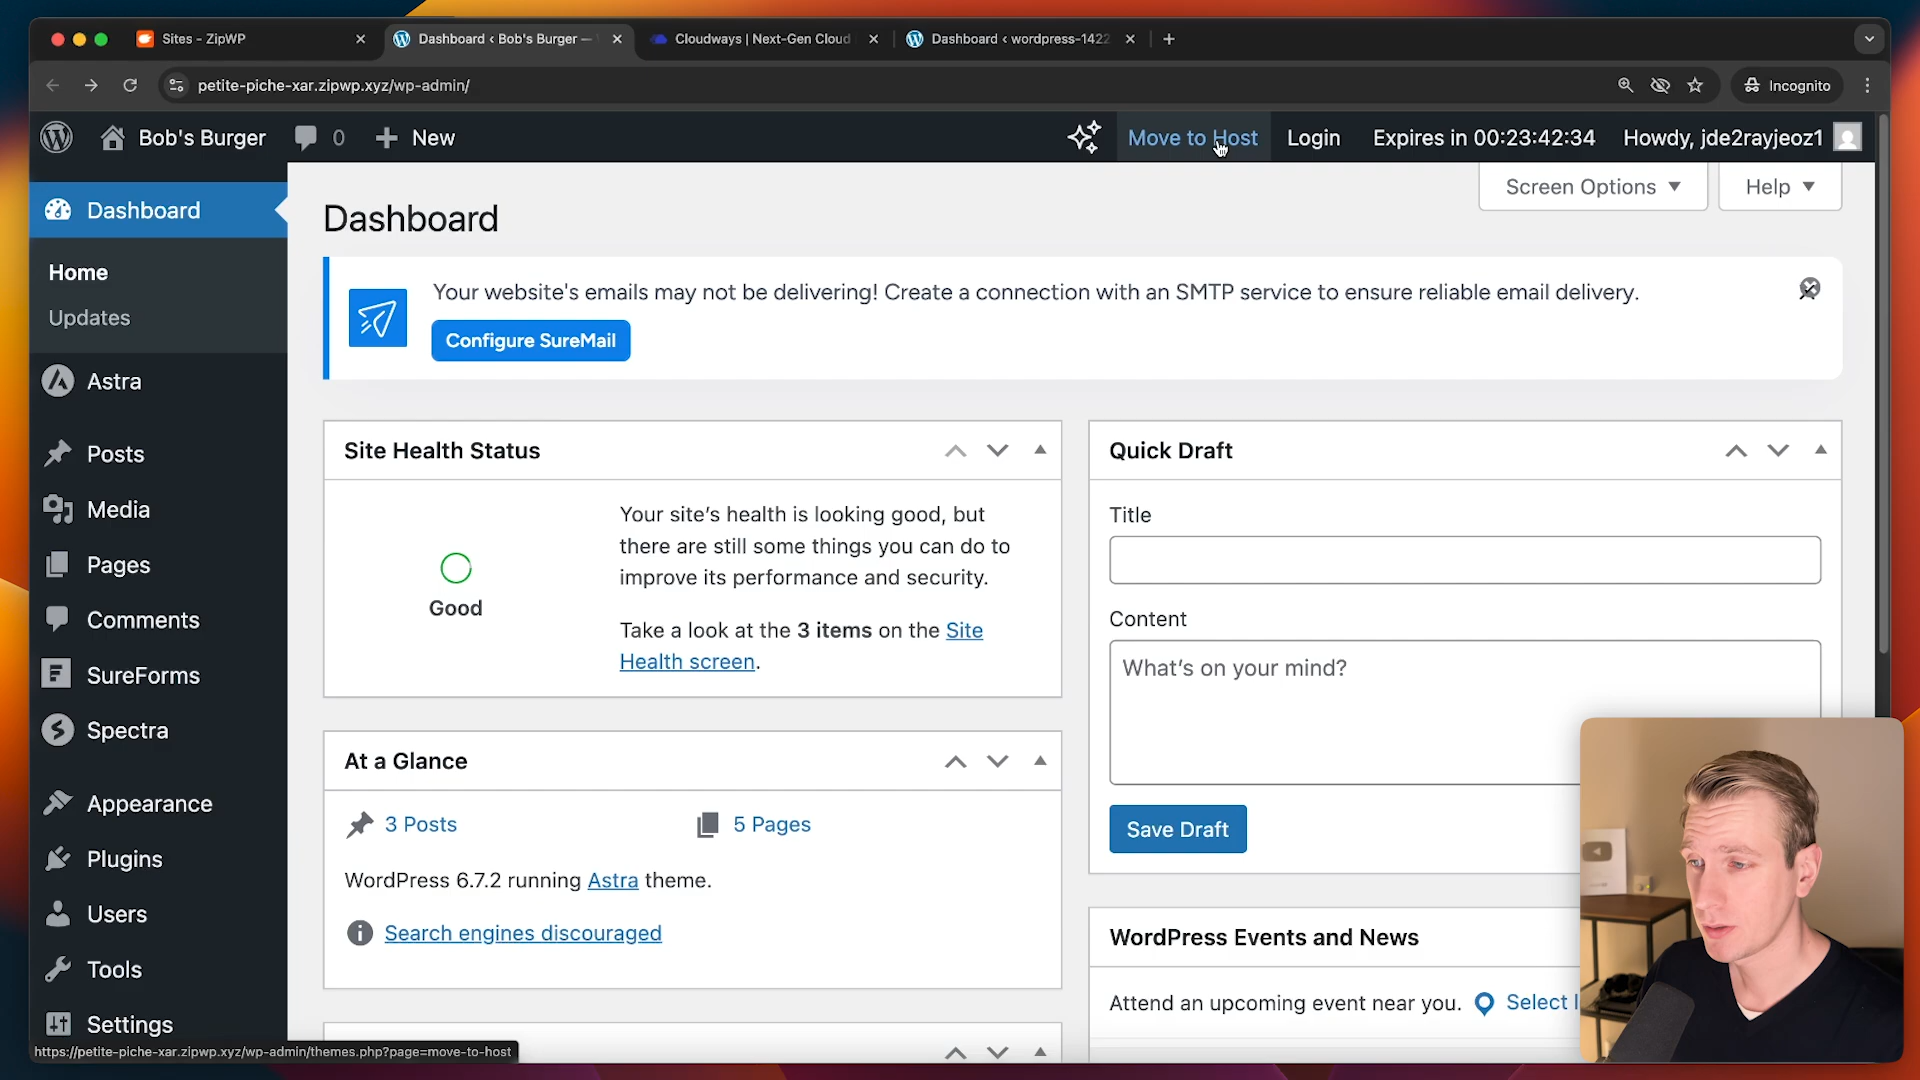 Sites - ZipWP
Dashboard ‹ Bob's Burger —
Cloudways | Next-Gen Cloud
Dashboard ‹ wordpress-1422
petite-piche-xar.zipwp.xyz/wp-admin/
Incognito
Bob's Burger
0
New
Move to Host
Login
Expires in 00:23:42:34
Howdy, jde2rayjeoz1
Screen Options
Help
Dashboard
Home
Updates
Astra
Posts
Media
Pages
Comments
SureForms
Spectra
Appearance
Plugins
Users
Tools
Settings
Dashboard
Your website's emails may not be delivering! Create a connection with an SMTP service to ensure reliable email delivery.
Configure SureMail
Site Health Status
Good
Your site's health is looking good, but
there are still some things you can do to
improve its performance and security.
Take a look at the 3 items on the Site
Health screen.
At a Glance
3 Posts
5 Pages
WordPress 6.7.2 running Astra theme.
Search engines discouraged
Quick Draft
Title
Content
What's on your mind?
Save Draft
WordPress Events and News
Attend an upcoming event near you.
Select
https://petite-piche-xar.zipwp.xyz/wp-admin/themes.php?page=move-to-host